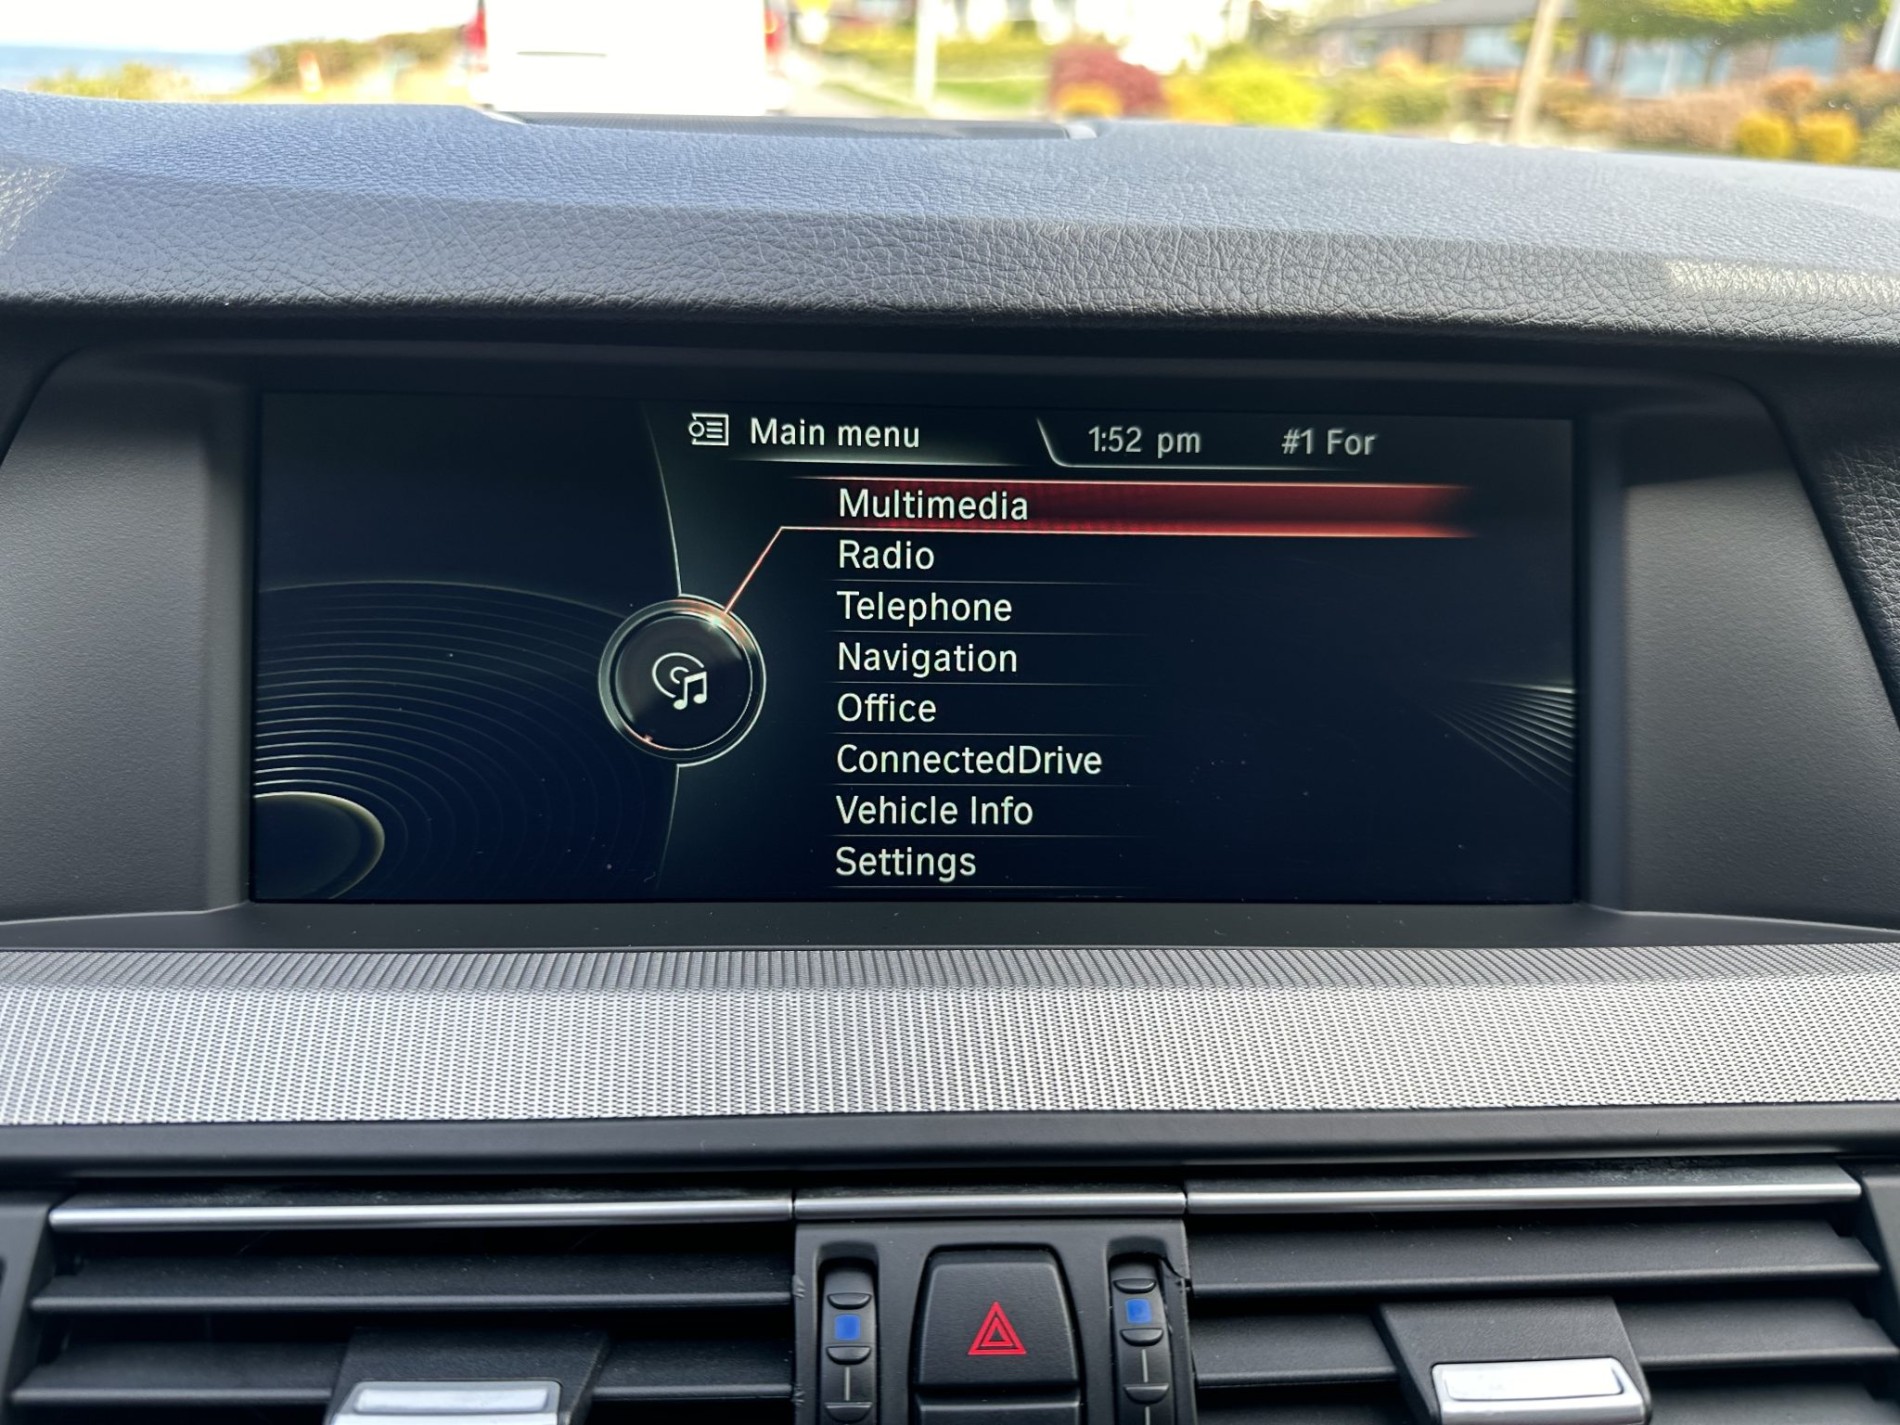 Main menu 1:52 pm #1 For
Multimedia
Radio
Telephone
Navigation
Office
ConnectedDrive
Vehicle Info
Settings